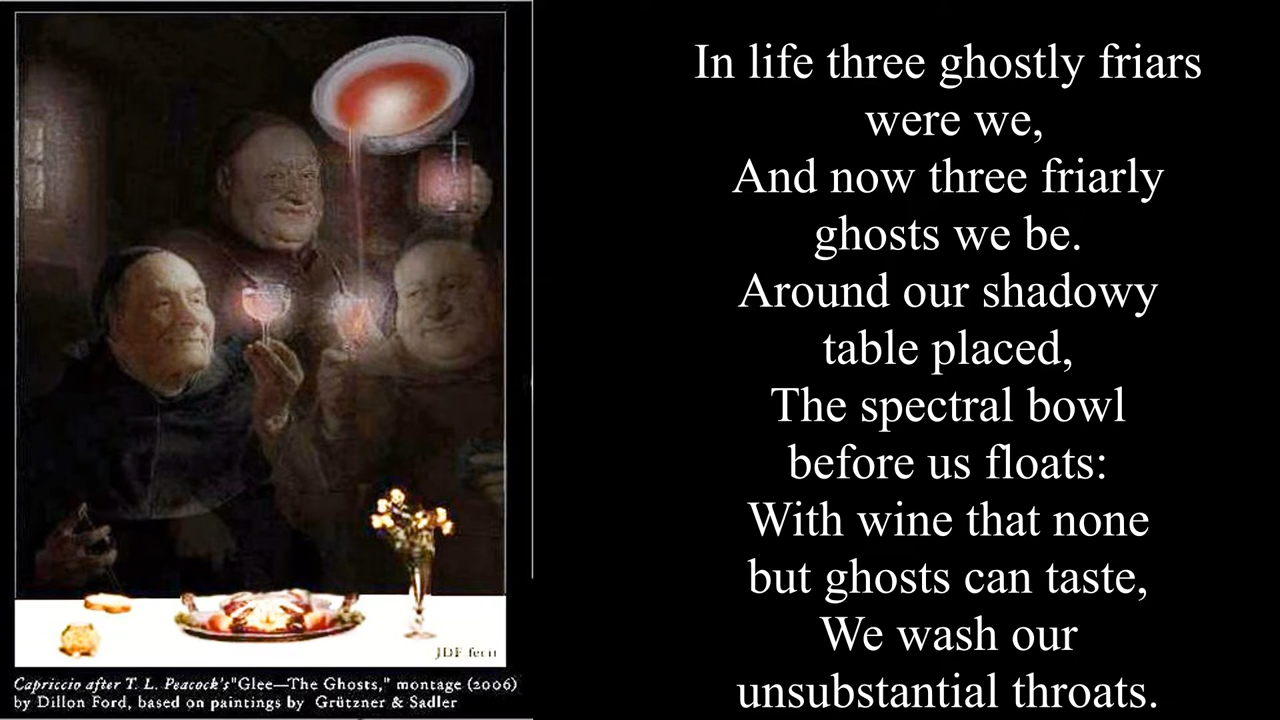 In life three ghostly friars
were we,
And now three friarly
ghosts we be.
Around our shadowy
table placed,
The spectral bowl
before us floats:
With wine that none
but ghosts can taste,
We wash our
unsubstantial throats.
JDF fecit
Capriccio after T. L. Peacock's"Glee—The Ghosts," montage (2006)
by Dillon Ford, based on paintings by Grützner & Sadler